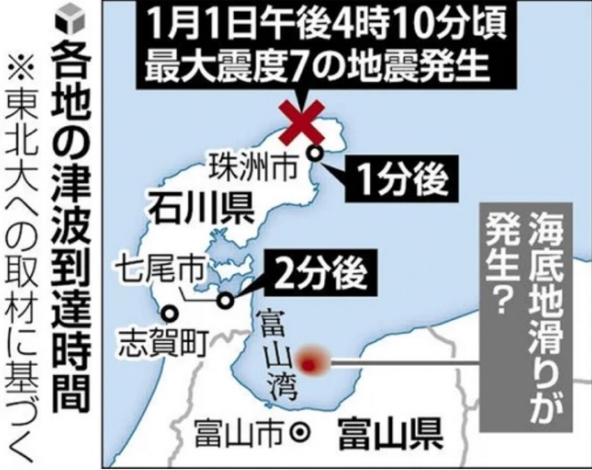 各地の津波到達時間
※東北大への取材に基づく
1月1日午後4時10分頃
最大震度7の地震発生
珠洲市
1分後
石川県
七尾市
2分後
志賀町
富山湾
海底地滑りが
発生?
富山市
富山県